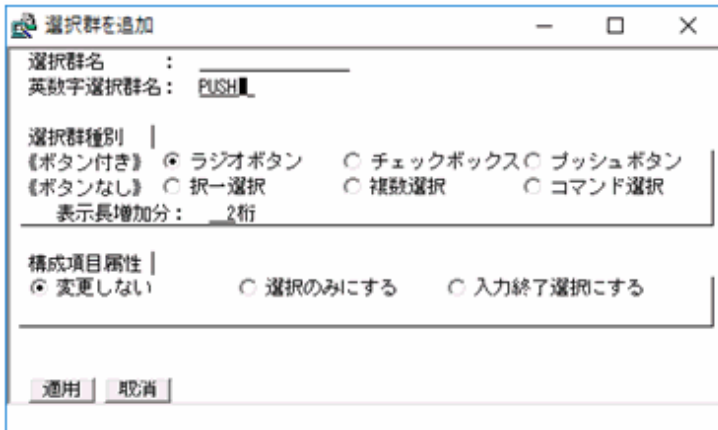 選択群を追加
選択群名 :
英数字選択群名: PUSH
選択群種別
《ボタン付き》 ラジオボタン チェックボックス プッシュボタン
《ボタンなし》 択一選択 複数選択 コマンド選択
表示長増加分: 2桁
構成項目属性
変更しない 選択のみにする 入力終了選択にする
適用 取消